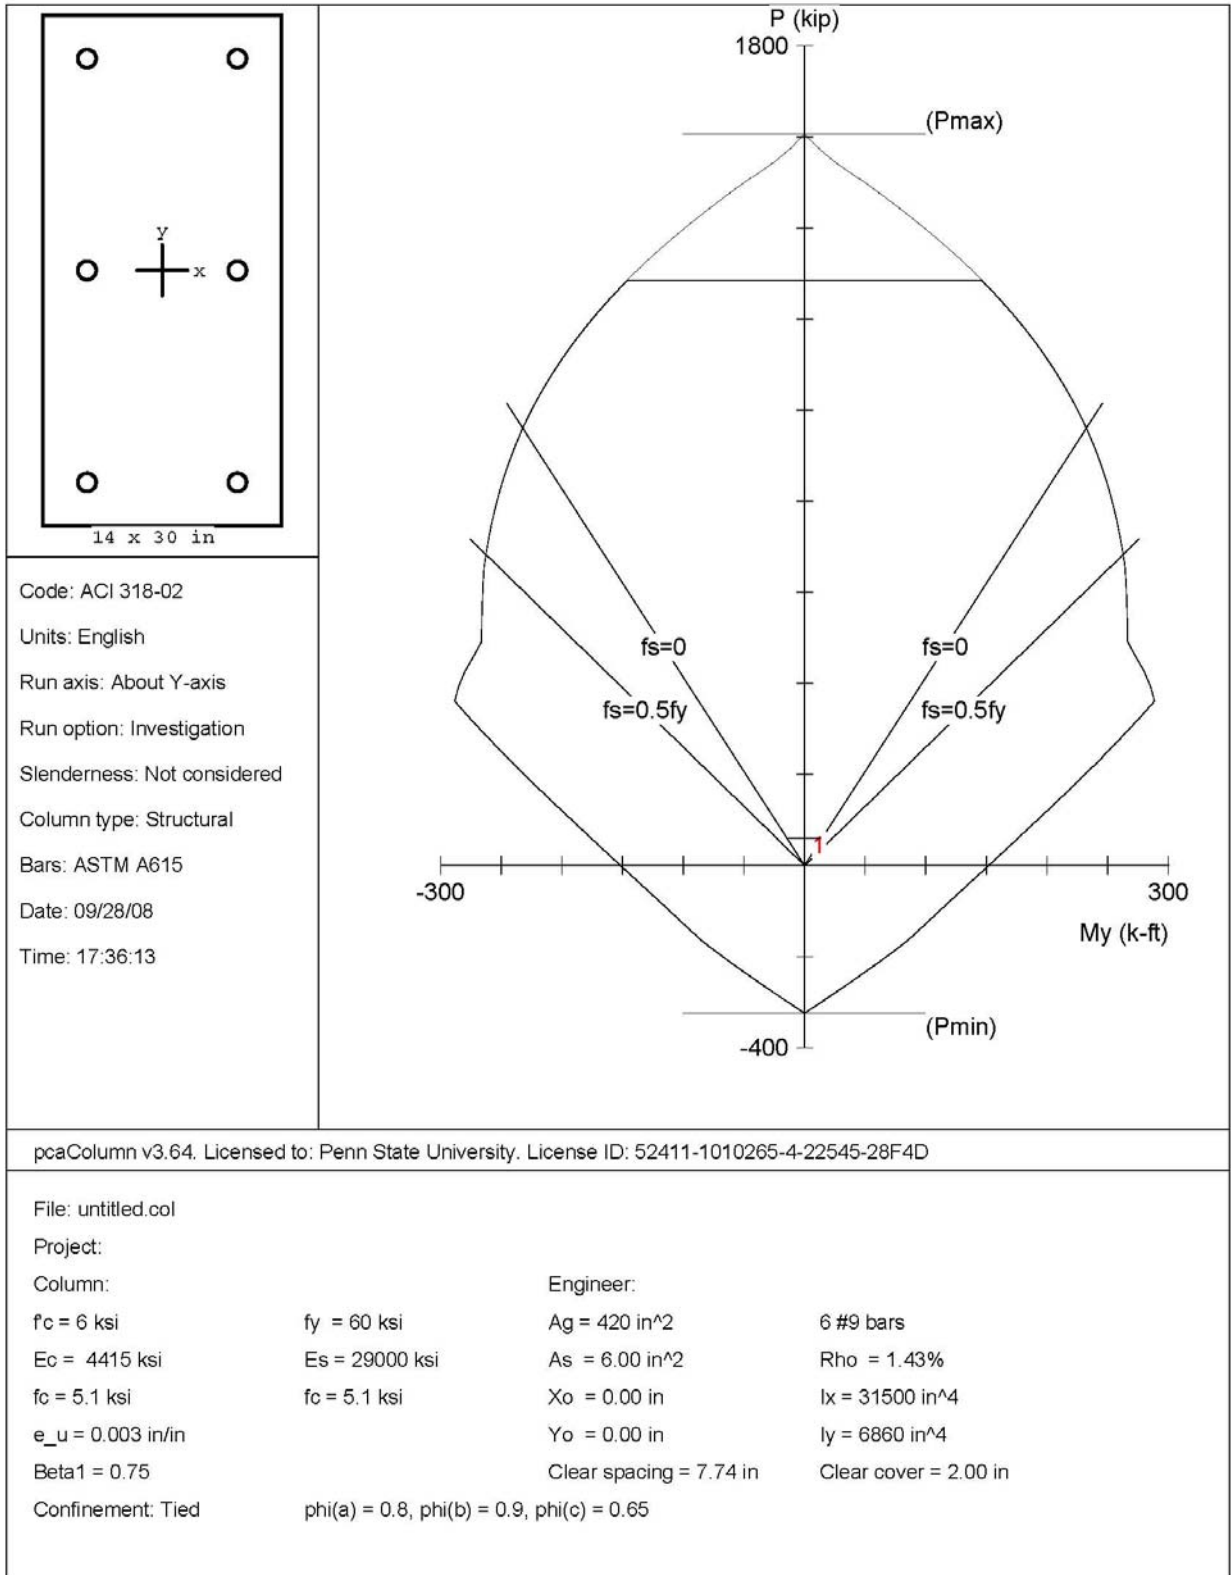 y
x
14 x 30 in
Code: ACI 318-02
Units: English
Run axis: About Y-axis
Run option: Investigation
Slenderness: Not considered
Column type: Structural
Bars: ASTM A615
Date: 09/28/08
Time: 17:36:13
P (kip)
1800
(Pmax)
fs=0
fs=0
fs=0.5fy
fs=0.5fy
1
-300
300
My (k-ft)
(Pmin)
-400
pcaColumn v3.64. Licensed to: Penn State University. License ID: 52411-1010265-4-22545-28F4D
File: untitled.col
Project:
Column:
Engineer:
f'c = 6 ksi
fy = 60 ksi
Ag = 420 in^2
6 #9 bars
Ec = 4415 ksi
Es = 29000 ksi
As = 6.00 in^2
Rho = 1.43%
fc = 5.1 ksi
fc = 5.1 ksi
Xo = 0.00 in
Ix = 31500 in^4
e_u = 0.003 in/in
Yo = 0.00 in
Iy = 6860 in^4
Beta1 = 0.75
Clear spacing = 7.74 in
Clear cover = 2.00 in
Confinement: Tied
phi(a) = 0.8, phi(b) = 0.9, phi(c) = 0.65